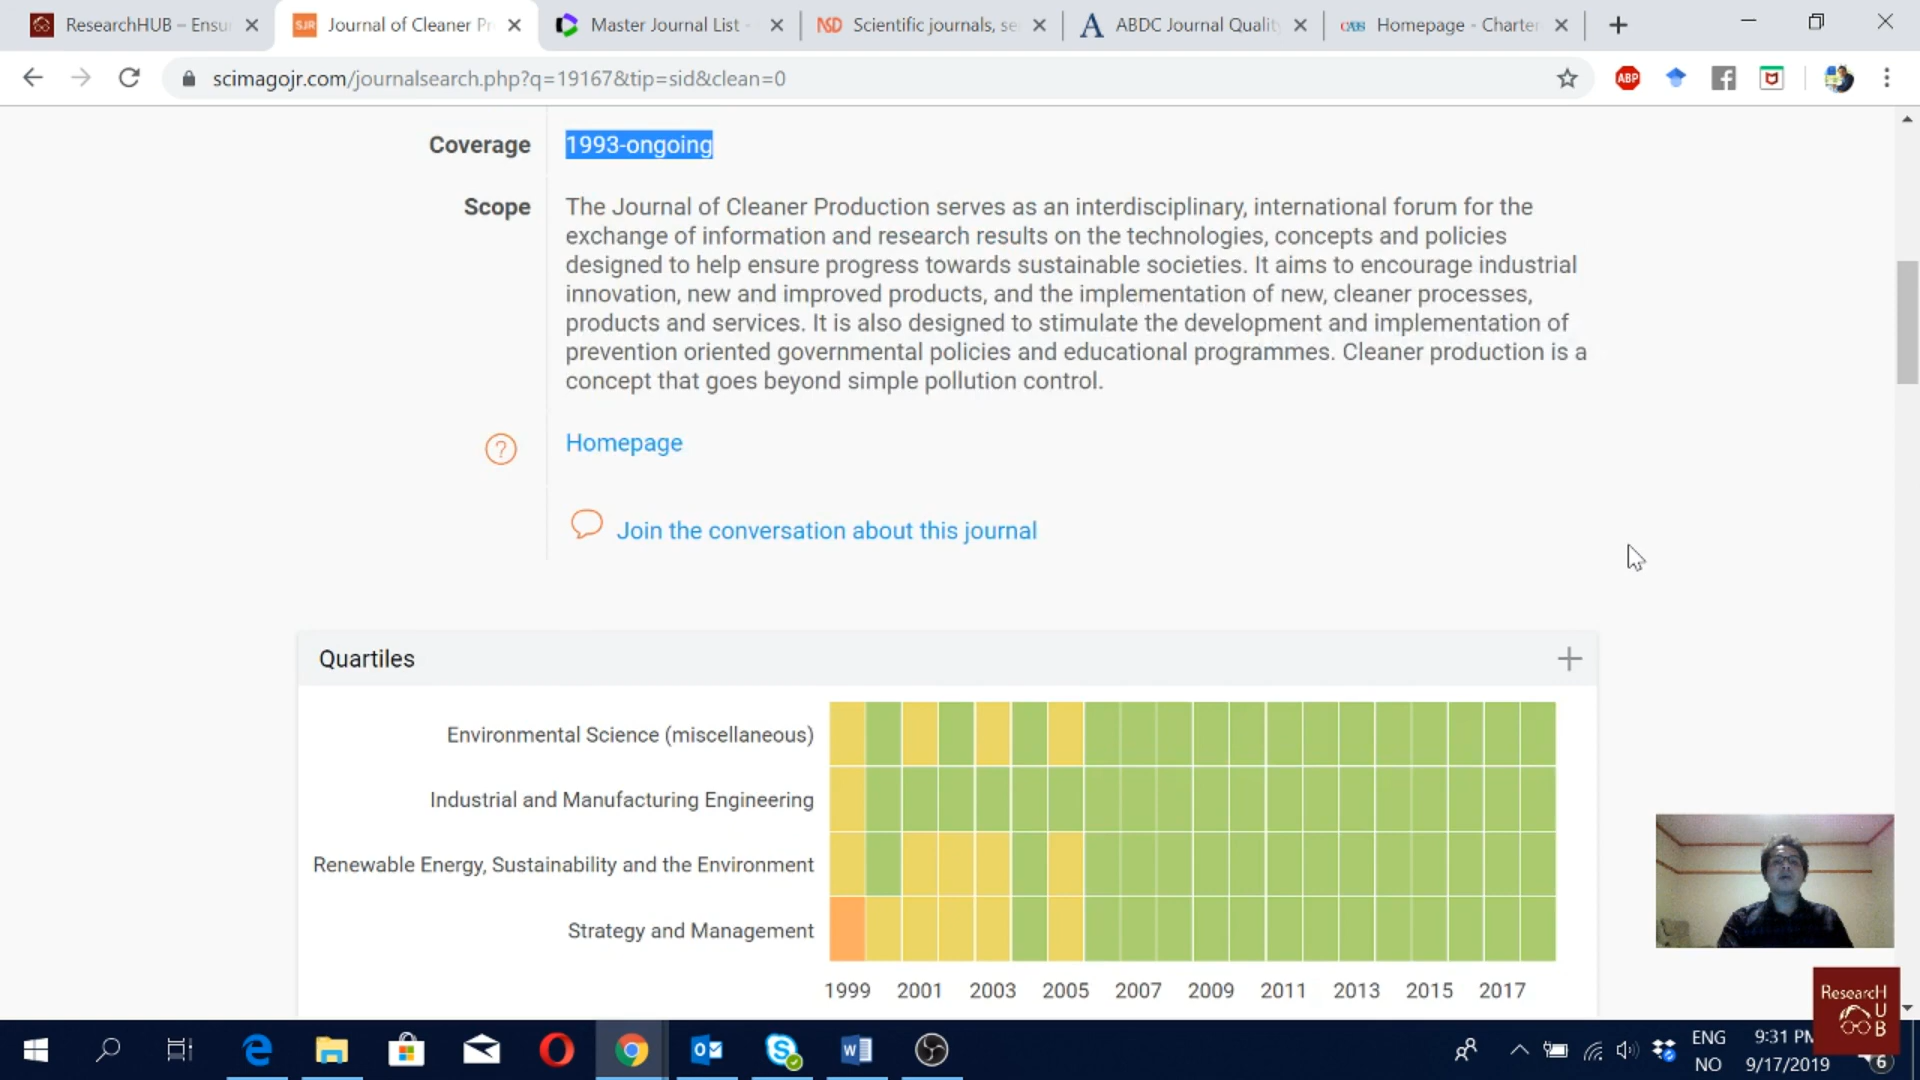 ResearchHUB – Ensu
SJR Journal of Cleaner Pr
Master Journal List -
NSD Scientific journals, se
ABDC Journal Qualit
CABS Homepage - Charter
scimagojr.com/journalsearch.php?q=19167&tip=sid&clean=0
ABP
Coverage
1993-ongoing
Scope
The Journal of Cleaner Production serves as an interdisciplinary, international forum for the
exchange of information and research results on the technologies, concepts and policies
designed to help ensure progress towards sustainable societies. It aims to encourage industrial
innovation, new and improved products, and the implementation of new, cleaner processes,
products and services. It is also designed to stimulate the development and implementation of
prevention oriented governmental policies and educational programmes. Cleaner production is a
concept that goes beyond simple pollution control.
?
Homepage
Join the conversation about this journal
Quartiles
Environmental Science (miscellaneous)
Industrial and Manufacturing Engineering
Renewable Energy, Sustainability and the Environment
Strategy and Management
1999 2001 2003 2005 2007 2009 2011 2013 2015 2017
ResearcH
U
B
ENG
NO
9:31 PM
9/17/2019
6